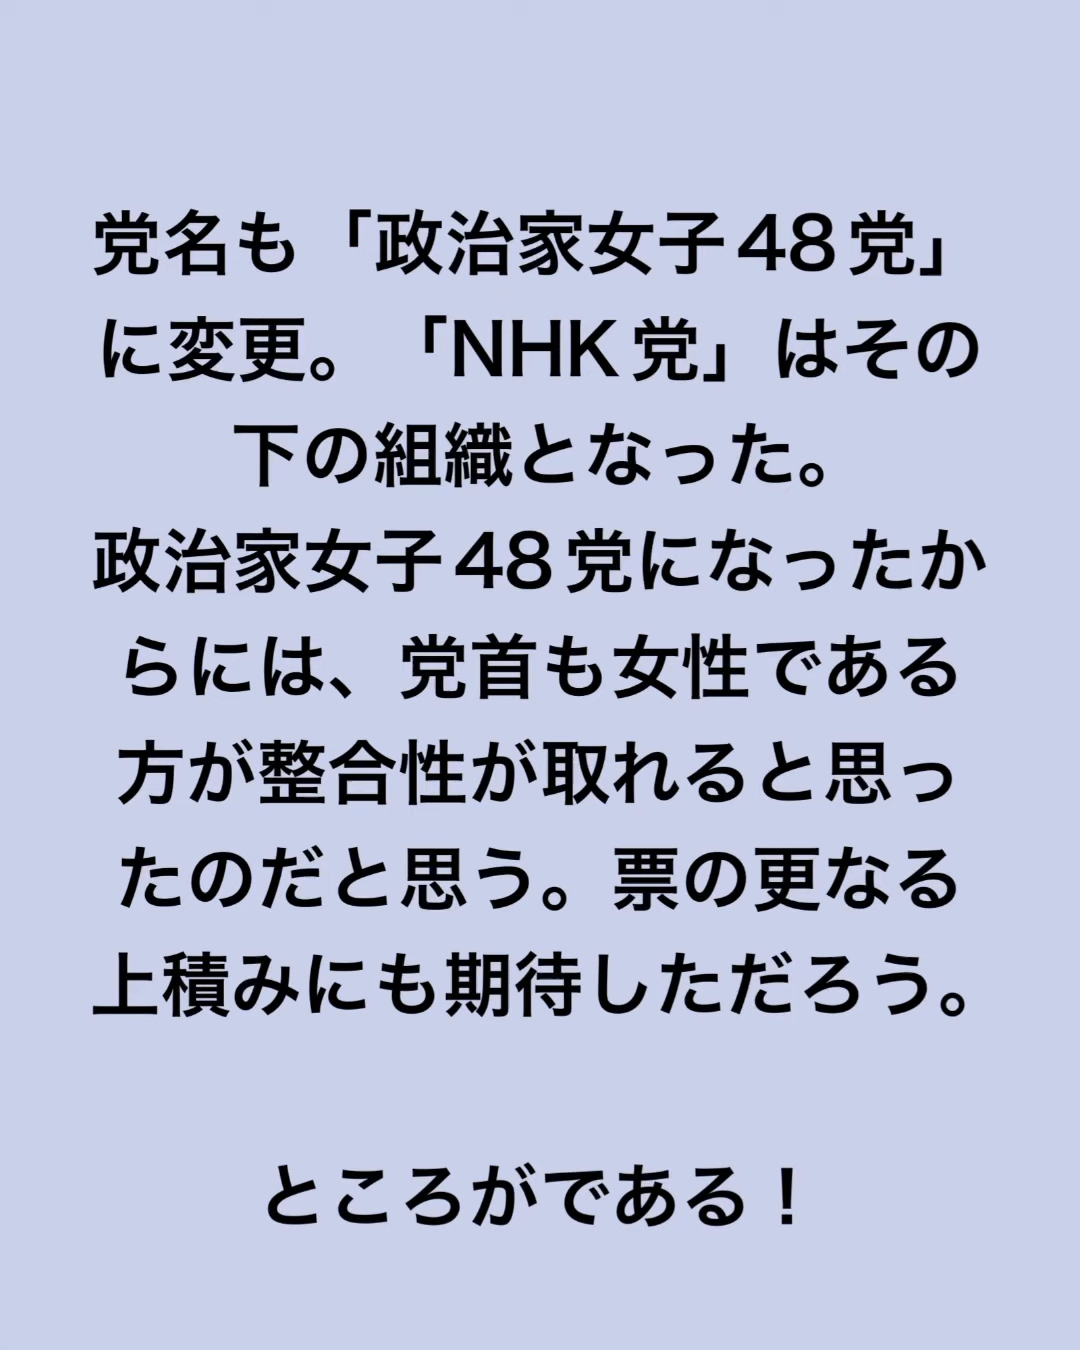 党名も「政治家女子48党」
に変更。「NHK党」はその
下の組織となった。
政治家女子48党になったか
らには、党首も女性である
方が整合性が取れると思っ
たのだと思う。票の更なる
上積みにも期待しただろう。
ところがである！